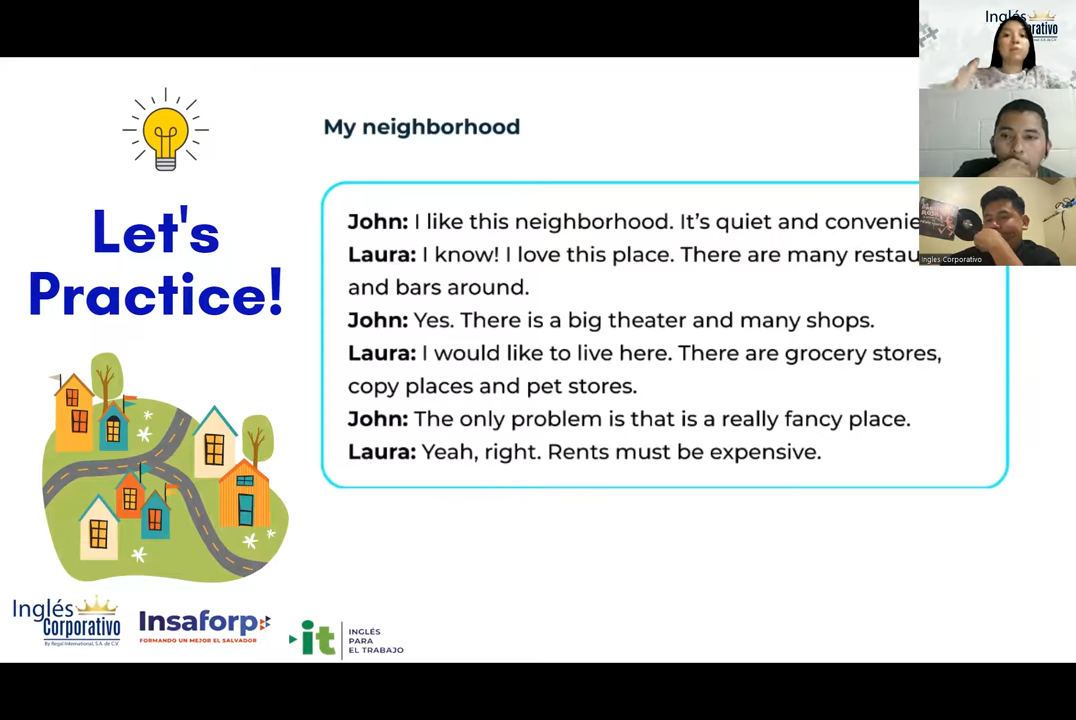 Inglés
My neighborhood
Let's
Practice!
John: I like this neighborhood. It's quiet and
Laura: I know! I love this place. There are many
Ingles Corporativo
and bars around.
John: Yes. There is a big theater and many shops.
Laura: I would like to live here. There are grocery stores,
copy places and pet stores.
John: The only problem is that is a really fancy place.
Laura: Yeah, right. Rents must be expensive.
Inglés
Corporativo
By Regal International, S.A. de C.V.
Insaforp
FORMANDO UN MEJOR EL SALVADOR
it
INGLÉS
PARA
EL TRABAJO